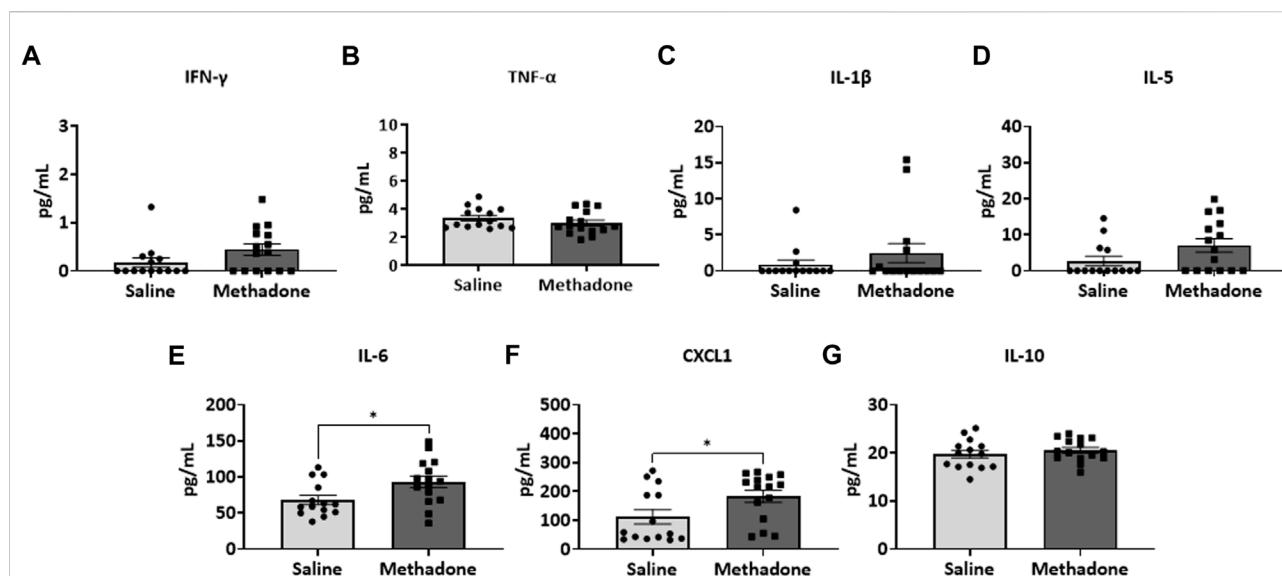 A
IFN-γ
pg/mL
3
2
1
0
Saline Methadone
B
TNF-α
pg/mL
10
8
6
4
2
0
Saline Methadone
C
IL-1β
pg/mL
20
15
10
5
0
Saline Methadone
D
IL-5
pg/mL
40
30
20
10
0
Saline Methadone
E
IL-6
pg/mL
200
150
100
50
0
*
Saline Methadone
F
CXCL1
pg/mL
500
400
300
200
100
0
*
Saline Methadone
G
IL-10
pg/mL
30
20
10
0
Saline Methadone